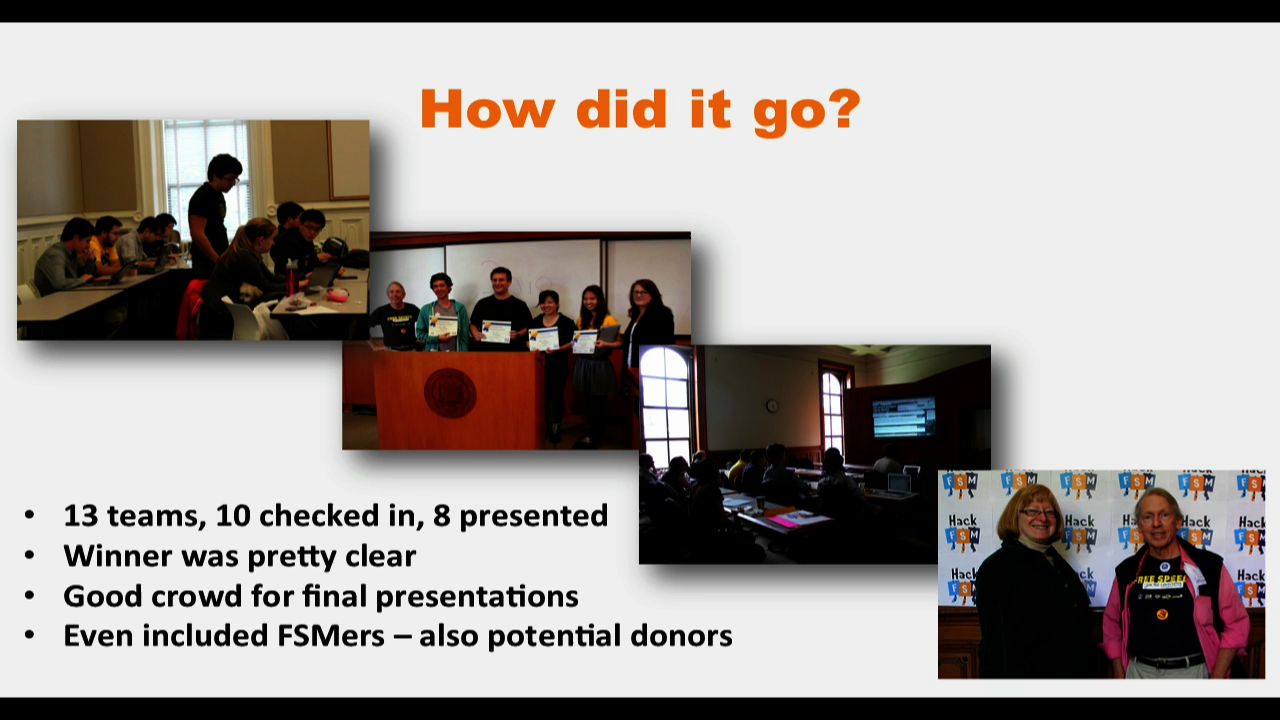 How did it go?
• 13 teams, 10 checked in, 8 presented
• Winner was pretty clear
• Good crowd for final presentations
• Even included FSMers – also potential donors
Hack
FSM
FREE SPEE